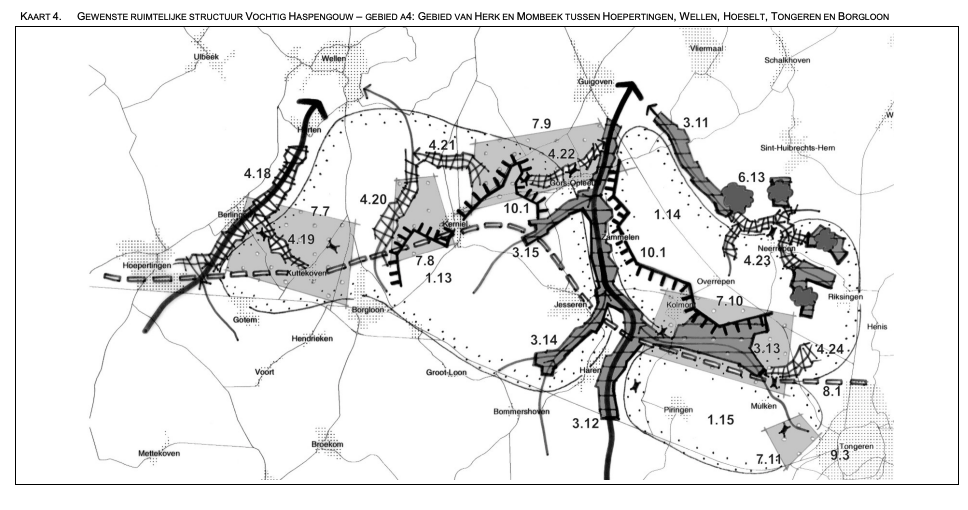 KAART 4. GEWENSTE RUIMTELIJKE STRUCTUUR VOCHTIG HASPENGOUW – GEBIED A4: GEBIED VAN HERK EN MOMBEEK TUSSEN HOEPERTINGEN, WELLEN, HOESELT, TONGEREN EN BORGLOON
Ulbeek
Wellen
Vliermaal
Schalkhoven
Guigoven
W
Herten
7.9
3.11
4.21
4.22
Sint-Huibrechts-Hern
4.18
6.13
4.20
Gors-Opleeuw
Berlingen
7.7
10.1
1.14
Kerniel
4.19
3.15
Zammelen
10.1
Neerrepen
4.23
Hoepertingen
Kuttekoven
7.8
1.13
Overrepen
7.10
Riksingen
Borgloon
Jesseren
Kolmont
Gotem
Henis
Hendrieken
3.14
3.13
4.24
Voort
Groot-Loon
Haren
8.1
Bommershoven
3.12
Piringen
Mulken
1.15
Broekom
Mettekoven
7.11
9.3
Tongeren